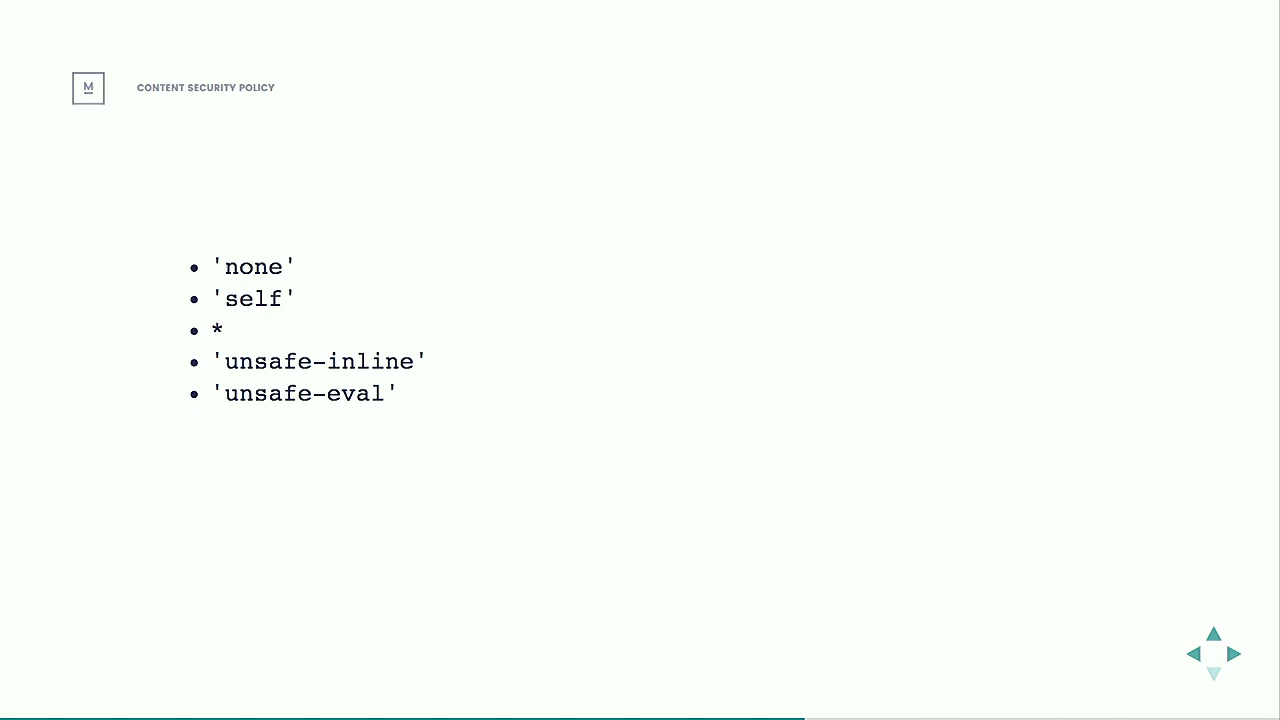 M
CONTENT SECURITY POLICY
• 'none'
• 'self'
• *
• 'unsafe-inline'
• 'unsafe-eval'